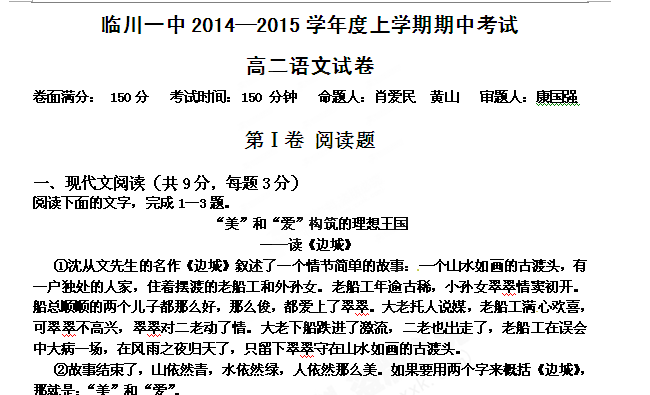 临川一中 2014—2015 学年度上学期期中考试
高二语文试卷
卷面满分： 150 分 考试时间：150 分钟 命题人：肖爱民 黄山 审题人：康国强
第 I 卷 阅读题
一、现代文阅读（共 9 分，每题 3 分）
阅读下面的文字，完成 1—3 题。
“美”和“爱”构筑的理想王国
——读《边城》
①沈从文先生的名作《边城》叙述了一个情节简单的故事：一个山水如画的古渡头，有
一户独处的人家，住着摆渡的老船工和外孙女。老船工年逾古稀，小孙女翠翠情窦初开。
船总顺顺的两个儿子都那么好，那么俊，都爱上了翠翠。大老托人说媒，老船工满心欢喜，
可翠翠不高兴，翠翠对二老动了情。大老下船跌进了激流，二老也出走了，老船工在误会
中大病一场，在风雨之夜归天了，只留下翠翠守在山水如画的古渡头。
②故事结束了，山依然青，水依然绿，人依然那么美。如果要用两个字来概括《边城》，
那就是：“美”和“爱”。